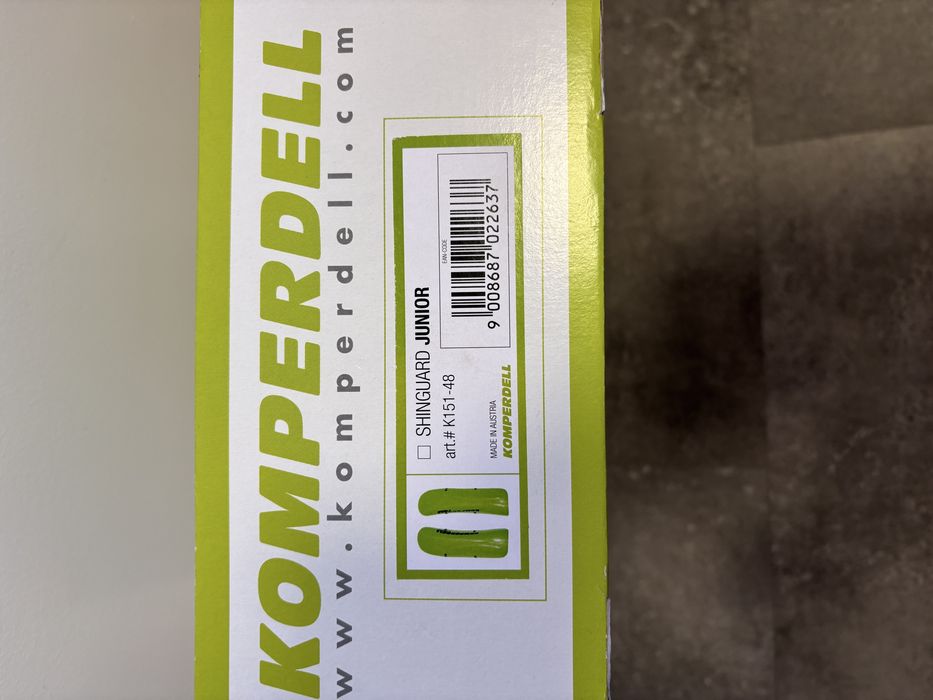 KOMPERDELL
www.komperdell.com
SHINGUARD JUNIOR
art.# K151-48
EAN-CODE
9 008687 022637
MADE IN AUSTRIA
KOMPERDELL